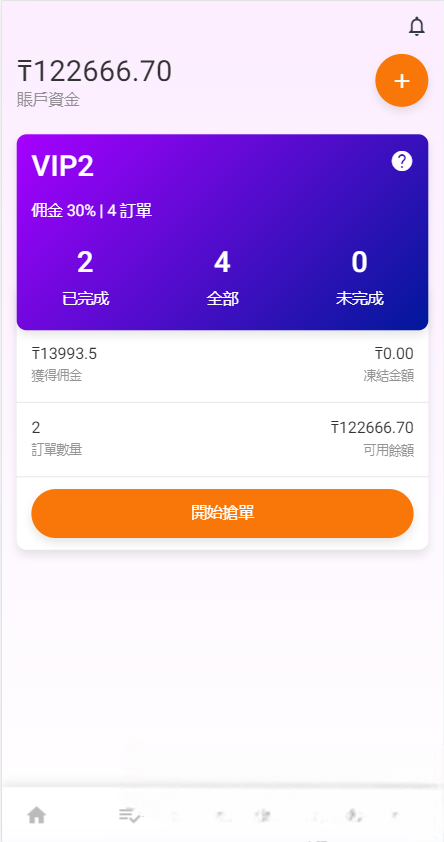 ₸122666.70
賬戶資金
VIP2
佣金 30% | 4 訂單
2 4 0
已完成 全部 未完成
₸13993.5 ₸0.00
獲得佣金 凍結金額
2 ₸122666.70
訂單數量 可用餘額
開始搶單